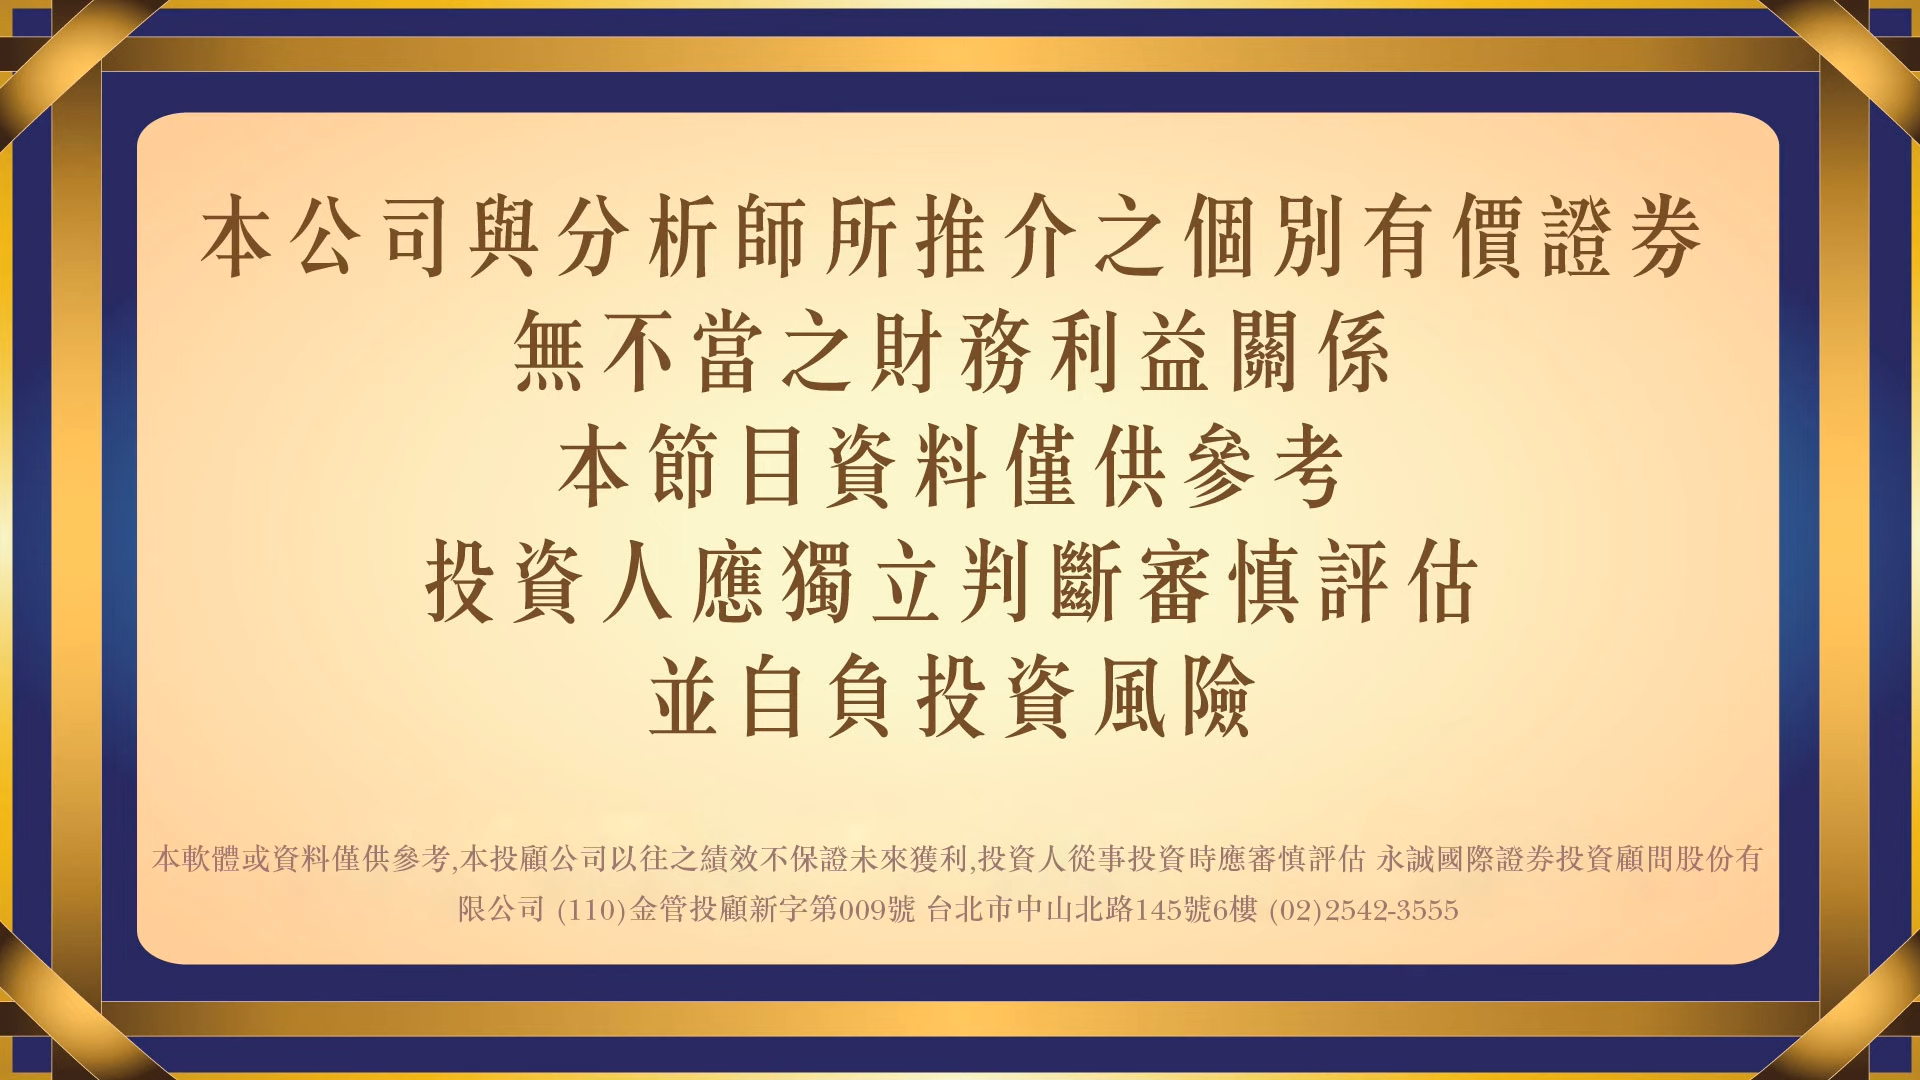 本公司與分析師所推介之個別有價證券
無不當之財務利益關係
本節目資料僅供參考
投資人應獨立判斷審慎評估
並自負投資風險
本軟體或資料僅供參考,本投顧公司以往之績效不保證未來獲利,投資人從事投資時應審慎評估 永誠國際證券投資顧問股份有
限公司 (110)金管投顧新字第009號 台北市中山北路145號6樓 (02)2542-3555